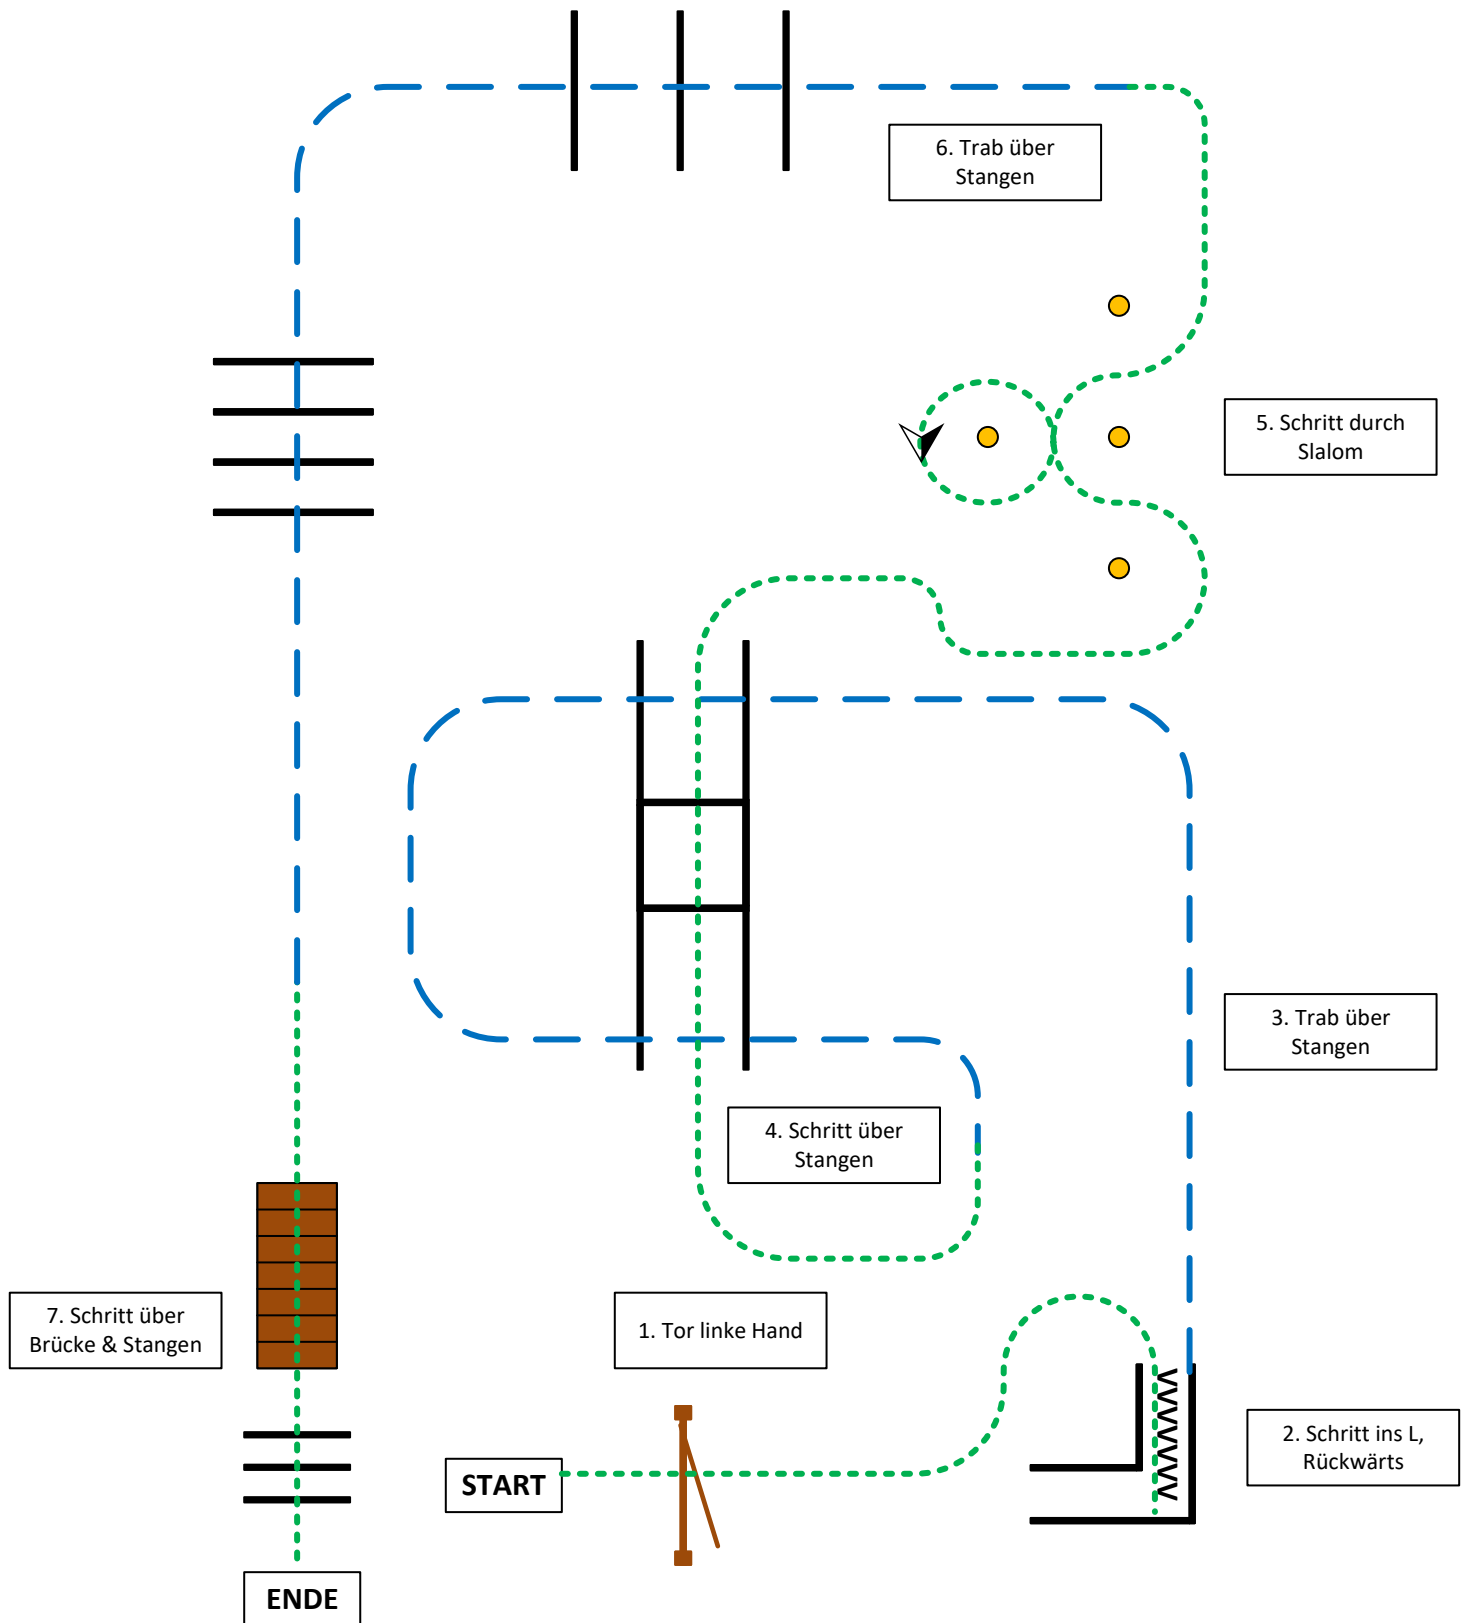 6. Trab über
Stangen
5. Schritt durch
Slalom
3. Trab über
Stangen
4. Schritt über
Stangen
7. Schritt über
Brücke & Stangen
1. Tor linke Hand
2. Schritt ins L,
Rückwärts
START
ENDE